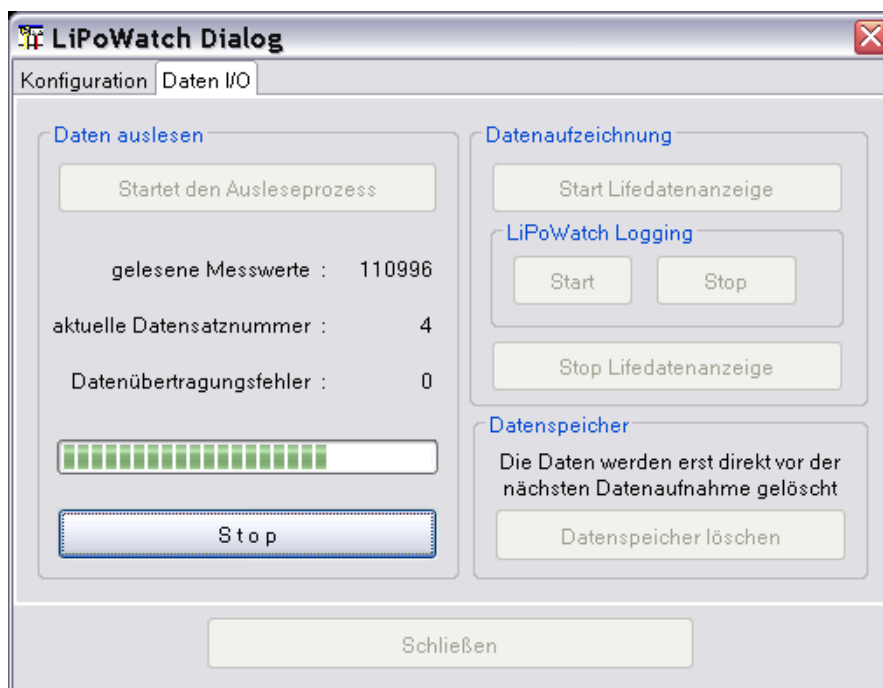 LiPoWatch Dialog
Konfiguration
Daten I/O
Daten auslesen
Startet den Ausleseprozess
gelesene Messwerte : 110996
aktuelle Datensatznummer : 4
Datenübertragungsfehler : 0
Stop
Datenaufzeichnung
Start Lifedatenanzeige
LiPoWatch Logging
Start
Stop
Stop Lifedatenanzeige
Datenspeicher
Die Daten werden erst direkt vor der
nächsten Datenaufnahme gelöscht
Datenspeicher löschen
Schließen